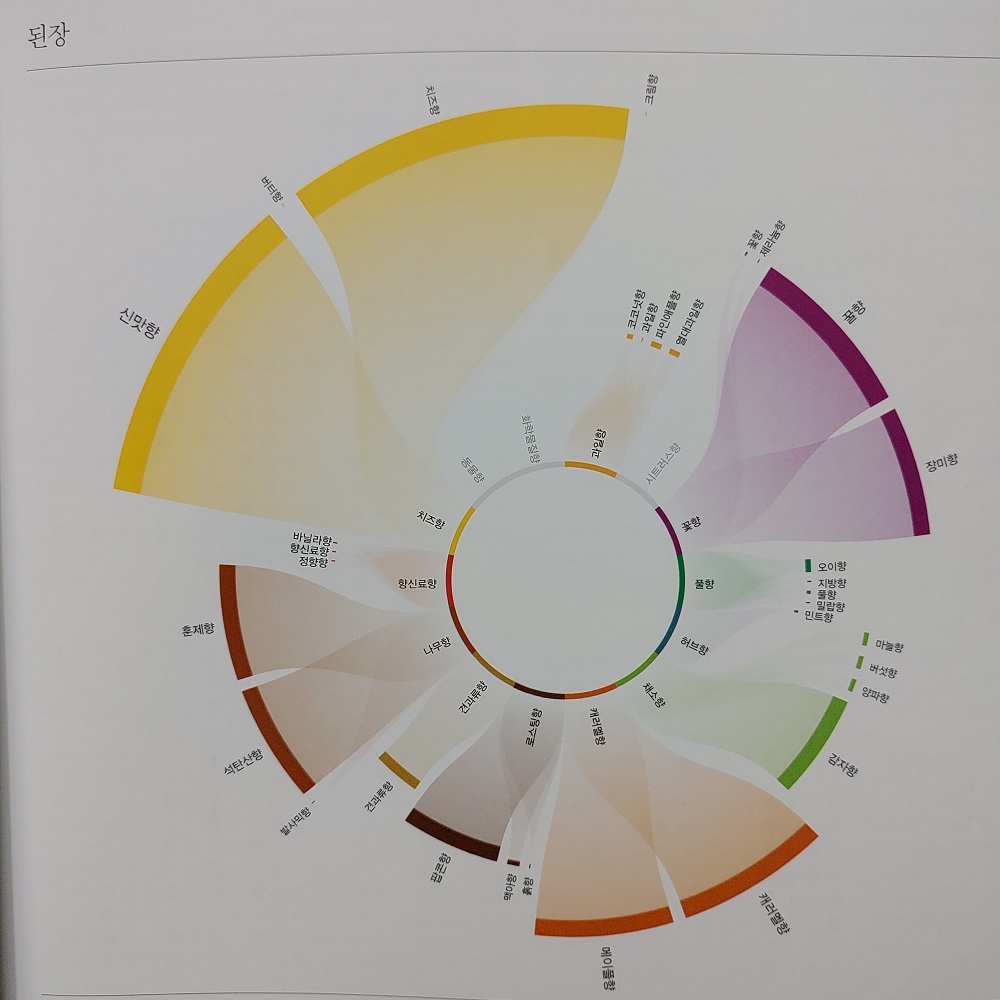 된장
크림향
치즈향
버터향
신맛향
꽃향
제라늄향
꿀향
장미향
코코넛향
과일향
파인애플향
열대과일향
화학물질향
과일향
시트러스향
동물향
치즈향
꽃향
향신료향
풀향
나무향
허브향
견과류향
채소향
로스팅향
캐러멜향
바닐라향
향신료향
정향향
오이향
지방향
풀향
밀랍향
민트향
마늘향
버섯향
양파향
감자향
훈제향
석탄산향
발사믹향
견과류향
팝콘향
맥아향
흙향
메이플향
캐러멜향